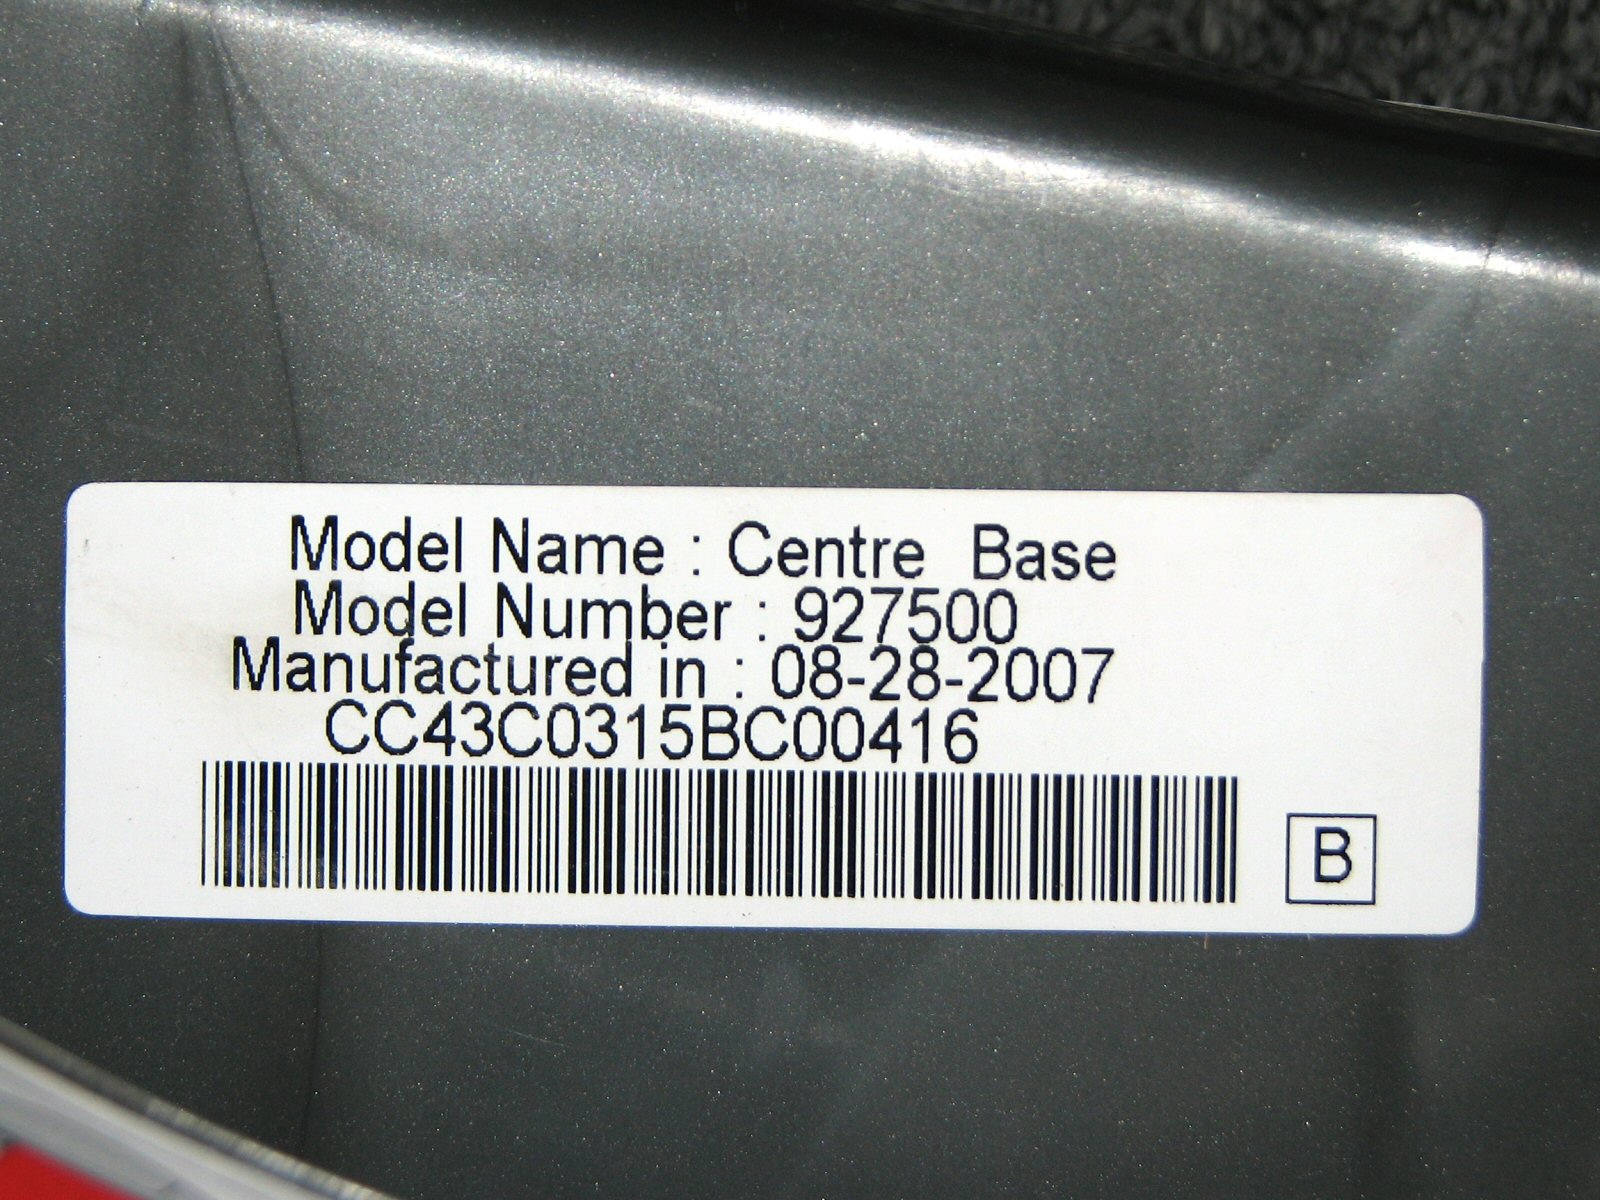 Model Name : Centre Base
Model Number : 927500
Manufactured in : 08-28-2007
CC43C0315BC00416
B